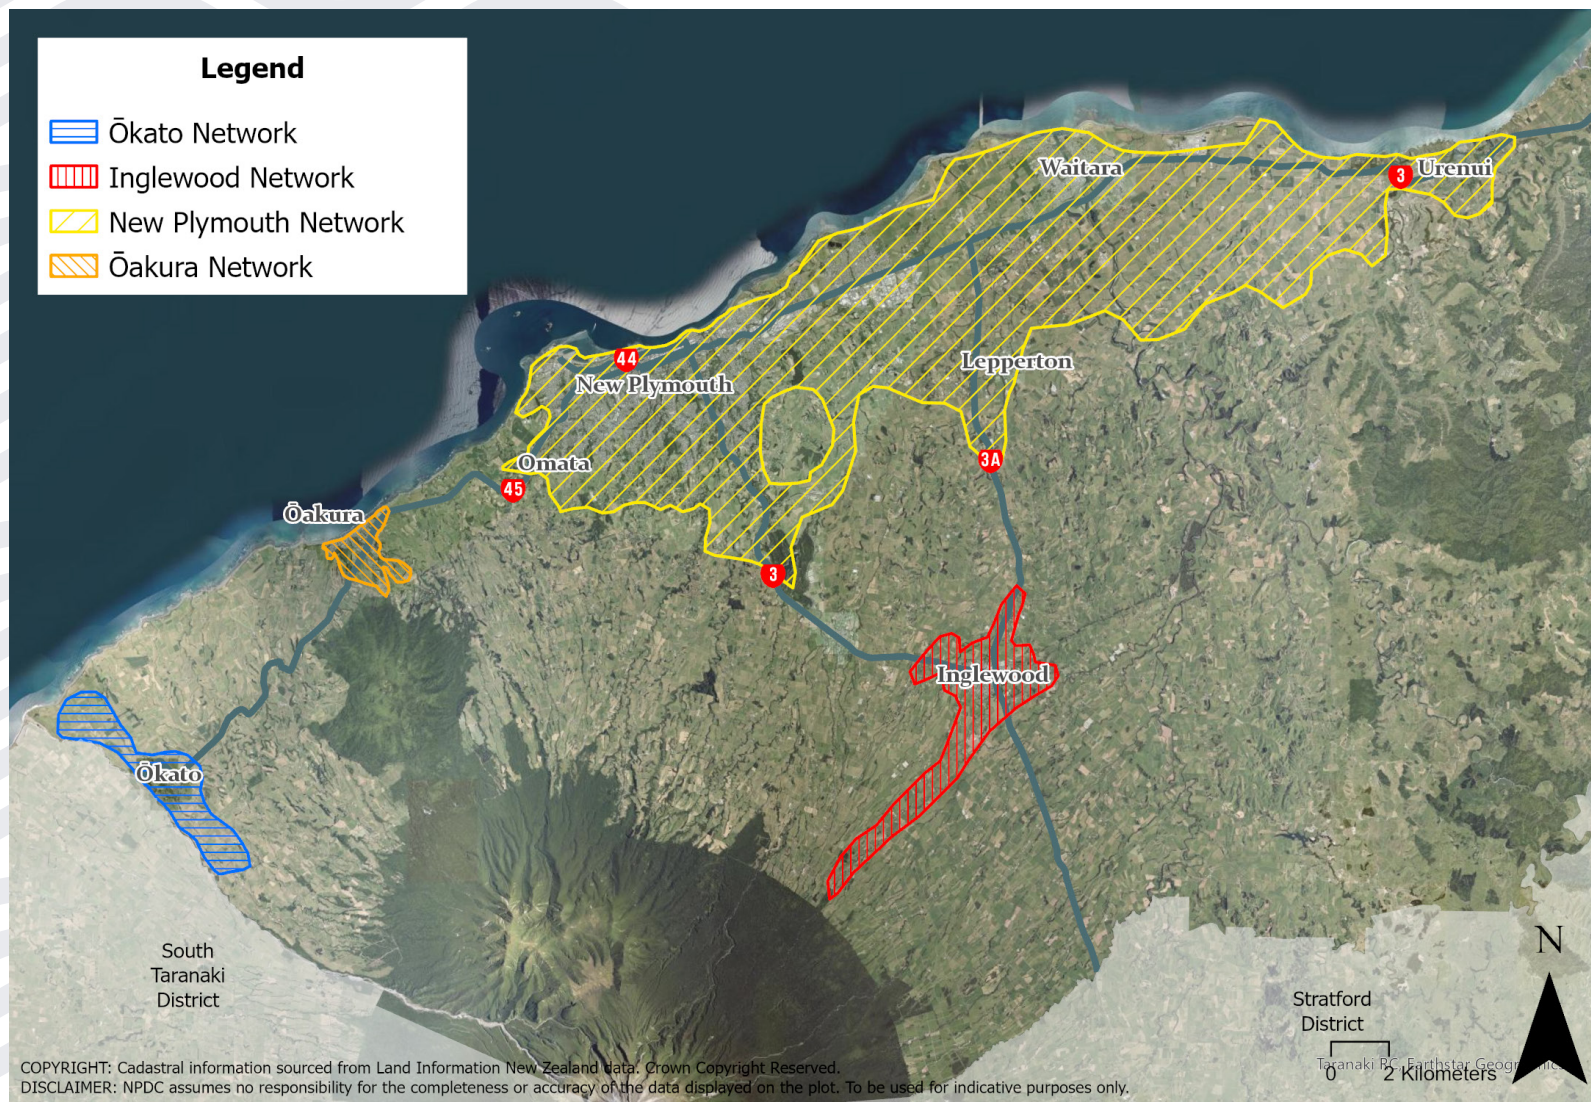 Legend
Ōkato Network
Inglewood Network
New Plymouth Network
Ōakura Network
Waitara
3
Urenui
44
New Plymouth
Lepperton
Omata
3A
45
Ōakura
3
Inglewood
Ōkato
South
Taranaki
District
N
Stratford
District
Taranaki RC, Earthstar
0 2 Kilometers
COPYRIGHT: Cadastral information sourced from Land Information New Zealand data. Crown Copyright Reserved.
DISCLAIMER: NPDC assumes no responsibility for the completeness or accuracy of the data displayed on the plot. To be used for indicative purposes only.